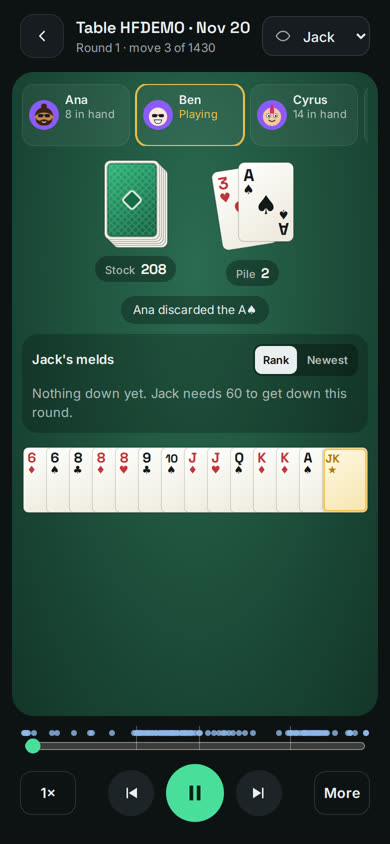 Table HFDEMO · Nov 20
Round 1 · move 3 of 1430
Jack
Ana
8 in hand
Ben
Playing
Cyrus
14 in hand
3
A
A
Stock 208
Pile 2
Ana discarded the A♠
Jack's melds
Rank
Newest
Nothing down yet. Jack needs 60 to get down this
round.
6 6 8 8 8 9 10 J J Q K K A JK
1×
More